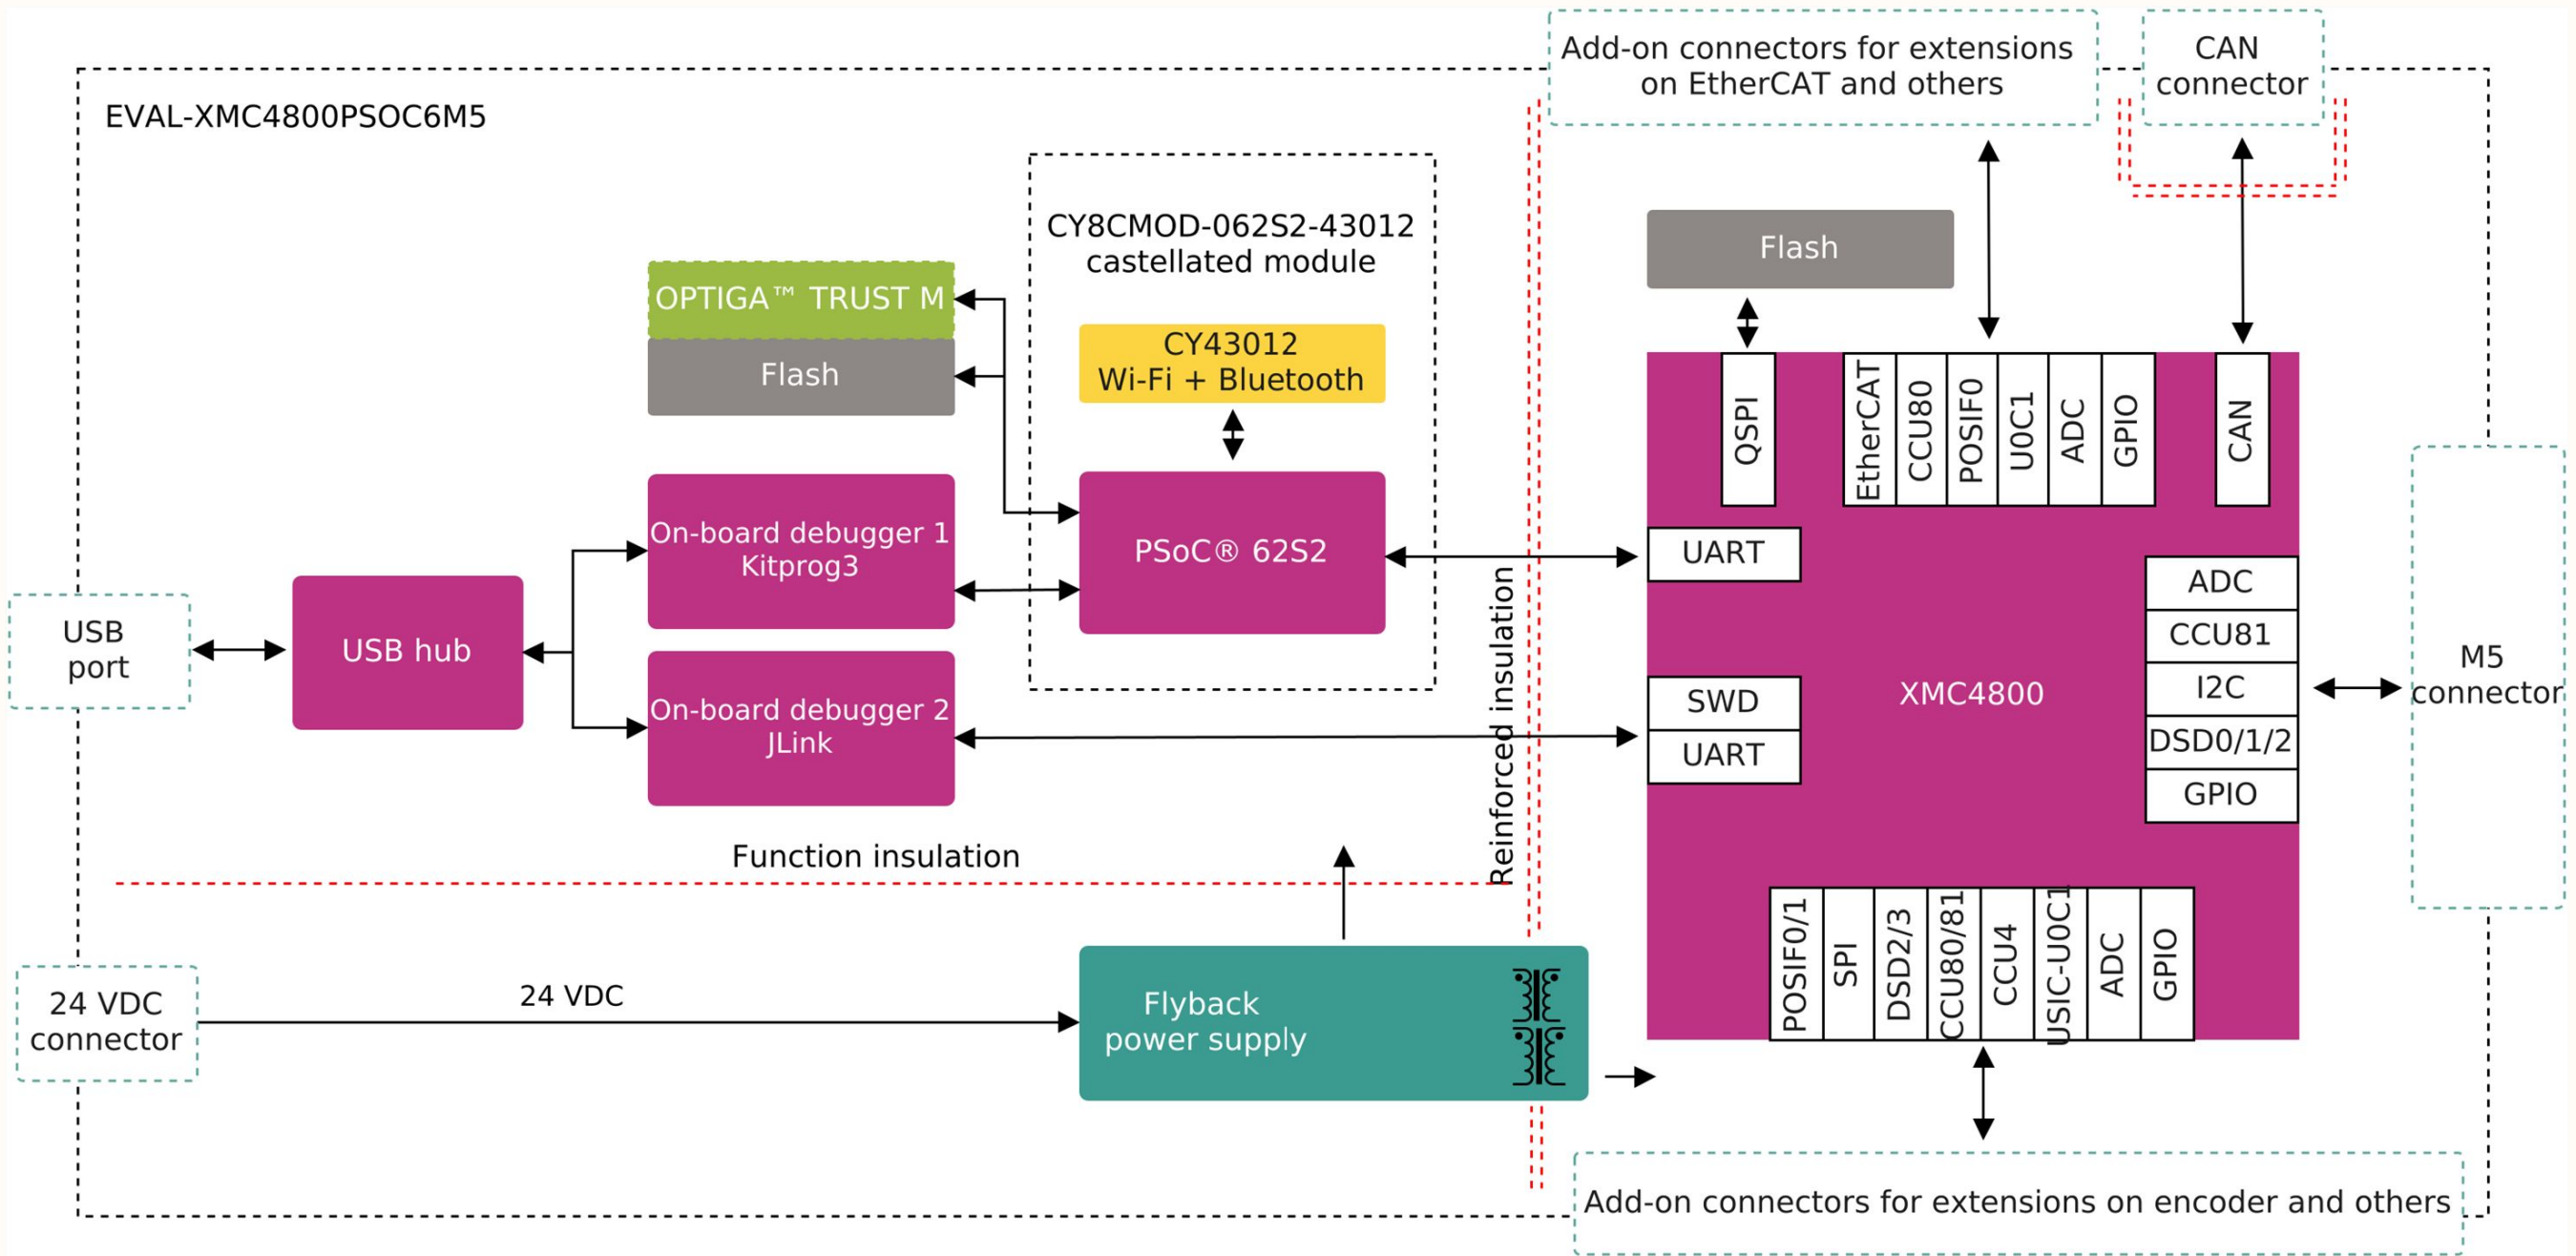 Add-on connectors for extensions
on EtherCAT and others
CAN
connector
EVAL-XMC4800PSOC6M5
CY8CMOD-062S2-43012
castellated module
Flash
OPTIGA™ TRUST M
Flash
CY43012
Wi-Fi + Bluetooth
QSPI
EtherCAT
CCU80
POSIF0
U0C1
ADC
GPIO
CAN
On-board debugger 1
Kitprog3
PSoC® 62S2
UART
USB
port
USB hub
On-board debugger 2
JLink
Reinforced insulation
SWD
UART
XMC4800
ADC
CCU81
I2C
DSD0/1/2
GPIO
M5
connector
Function insulation
24 VDC
connector
24 VDC
Flyback
power supply
POSIF0/1
SPI
DSD2/3
CCU80/81
CCU4
USIC-U0C1
ADC
GPIO
Add-on connectors for extensions on encoder and others